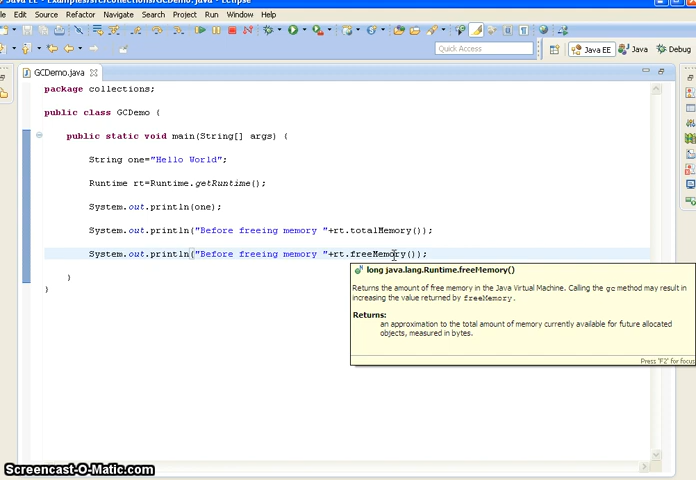 Java EE - Examples/src/collections/GCDemo.java - Eclipse
Edit Source Refactor Navigate Search Project Run Window Help
Quick Access
Java EE Java Debug
GCDemo.java
package collections;
public class GCDemo {
public static void main(String[] args) {
String one="Hello World";
Runtime rt=Runtime.getRuntime();
System.out.println(one);
System.out.println("Before freeing memory "+rt.totalMemory());
System.out.println("Before freeing memory "+rt.freeMemory());
}
}
long java.lang.Runtime.freeMemory()
Returns the amount of free memory in the Java Virtual Machine. Calling the gc method may result in
increasing the value returned by freeMemory.
Returns:
an approximation to the total amount of memory currently available for future allocated
objects, measured in bytes.
Press 'F2' for focus
Screencast-O-Matic.com